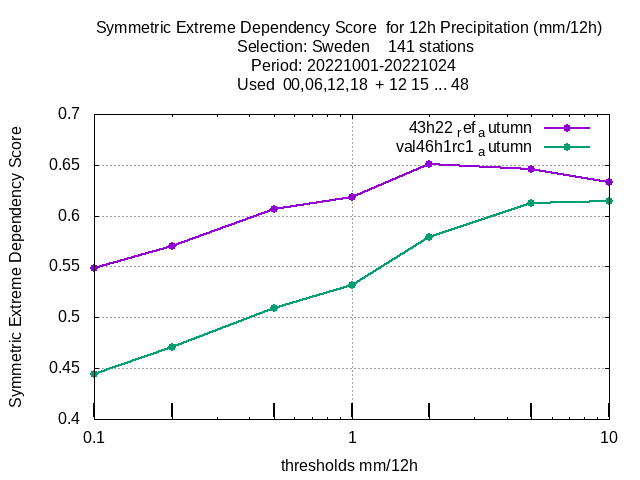 Symmetric Extreme Dependency Score for 12h Precipitation (mm/12h)
Selection: Sweden 141 stations
Period: 20221001-20221024
Used 00,06,12,18 + 12 15 ... 48
43h22ᵣefₐutumn
val46h1rc1ₐutumn
Symmetric Extreme Dependency Score
0.7
0.65
0.6
0.55
0.5
0.45
0.4
0.1 1 10
thresholds mm/12h